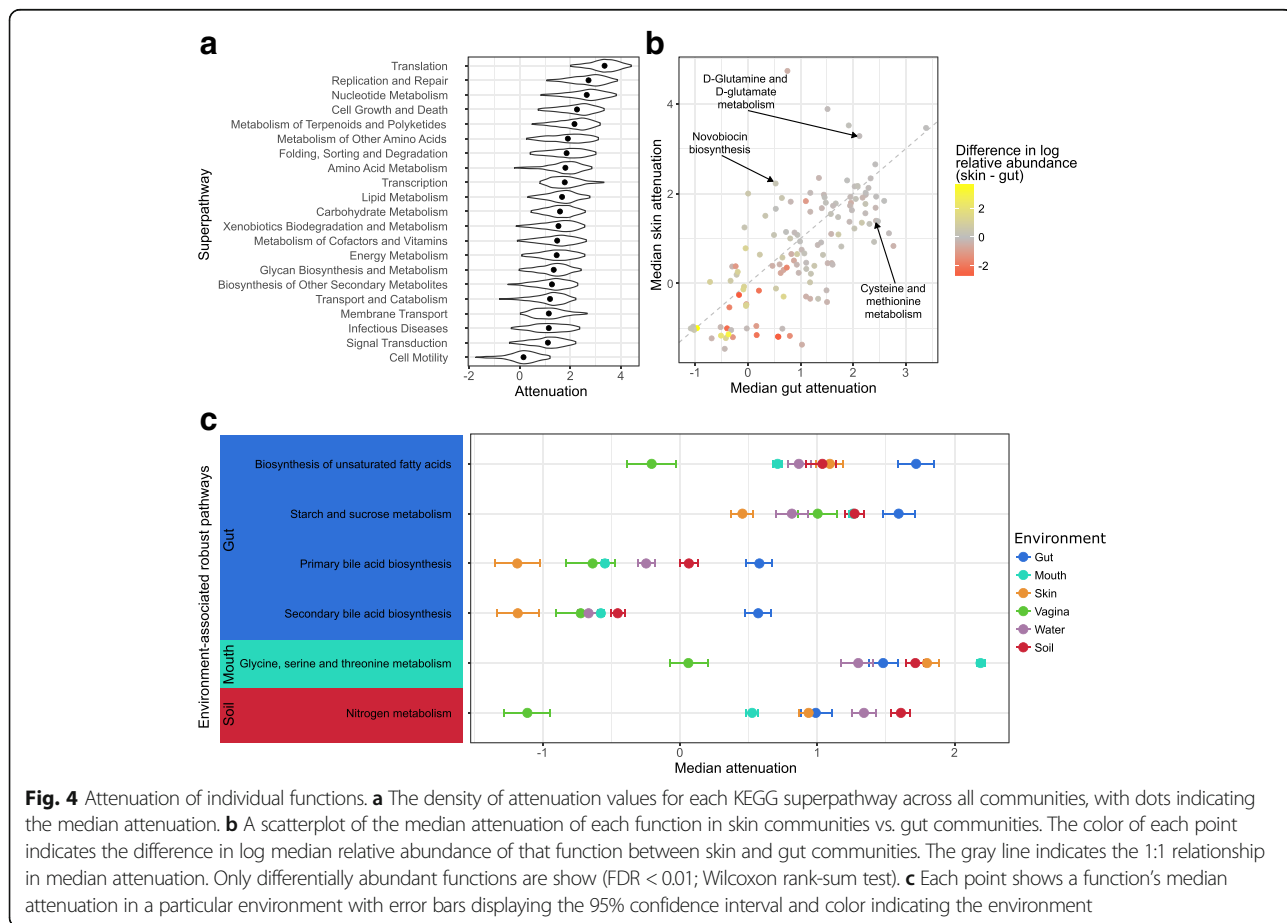 a
Translation
Replication and Repair
Nucleotide Metabolism
Cell Growth and Death
Metabolism of Terpenoids and Polyketides
Metabolism of Other Amino Acids
Folding, Sorting and Degradation
Amino Acid Metabolism
Transcription
Lipid Metabolism
Carbohydrate Metabolism
Xenobiotics Biodegradation and Metabolism
Metabolism of Cofactors and Vitamins
Energy Metabolism
Glycan Biosynthesis and Metabolism
Biosynthesis of Other Secondary Metabolites
Transport and Catabolism
Membrane Transport
Infectious Diseases
Signal Transduction
Cell Motility
Superpathway
-2 0 2 4
Attenuation
b
D-Glutamine and
D-glutamate
metabolism
Novobiocin
biosynthesis
Cysteine and
methionine
metabolism
Median skin attenuation
4
2
0
-1 0 1 2 3
Median gut attenuation
Difference in log
relative abundance
(skin - gut)
2
0
-2
c
Environment-associated robust pathways
Gut
Biosynthesis of unsaturated fatty acids
Starch and sucrose metabolism
Primary bile acid biosynthesis
Secondary bile acid biosynthesis
Mouth
Glycine, serine and threonine metabolism
Soil
Nitrogen metabolism
-1 0 1 2
Median attenuation
Environment
Gut
Mouth
Skin
Vagina
Water
Soil
Fig. 4 Attenuation of individual functions. a The density of attenuation values for each KEGG superpathway across all communities, with dots indicating
the median attenuation. b A scatterplot of the median attenuation of each function in skin communities vs. gut communities. The color of each point
indicates the difference in log median relative abundance of that function between skin and gut communities. The gray line indicates the 1:1 relationship
in median attenuation. Only differentially abundant functions are show (FDR < 0.01; Wilcoxon rank-sum test). c Each point shows a function's median
attenuation in a particular environment with error bars displaying the 95% confidence interval and color indicating the environment